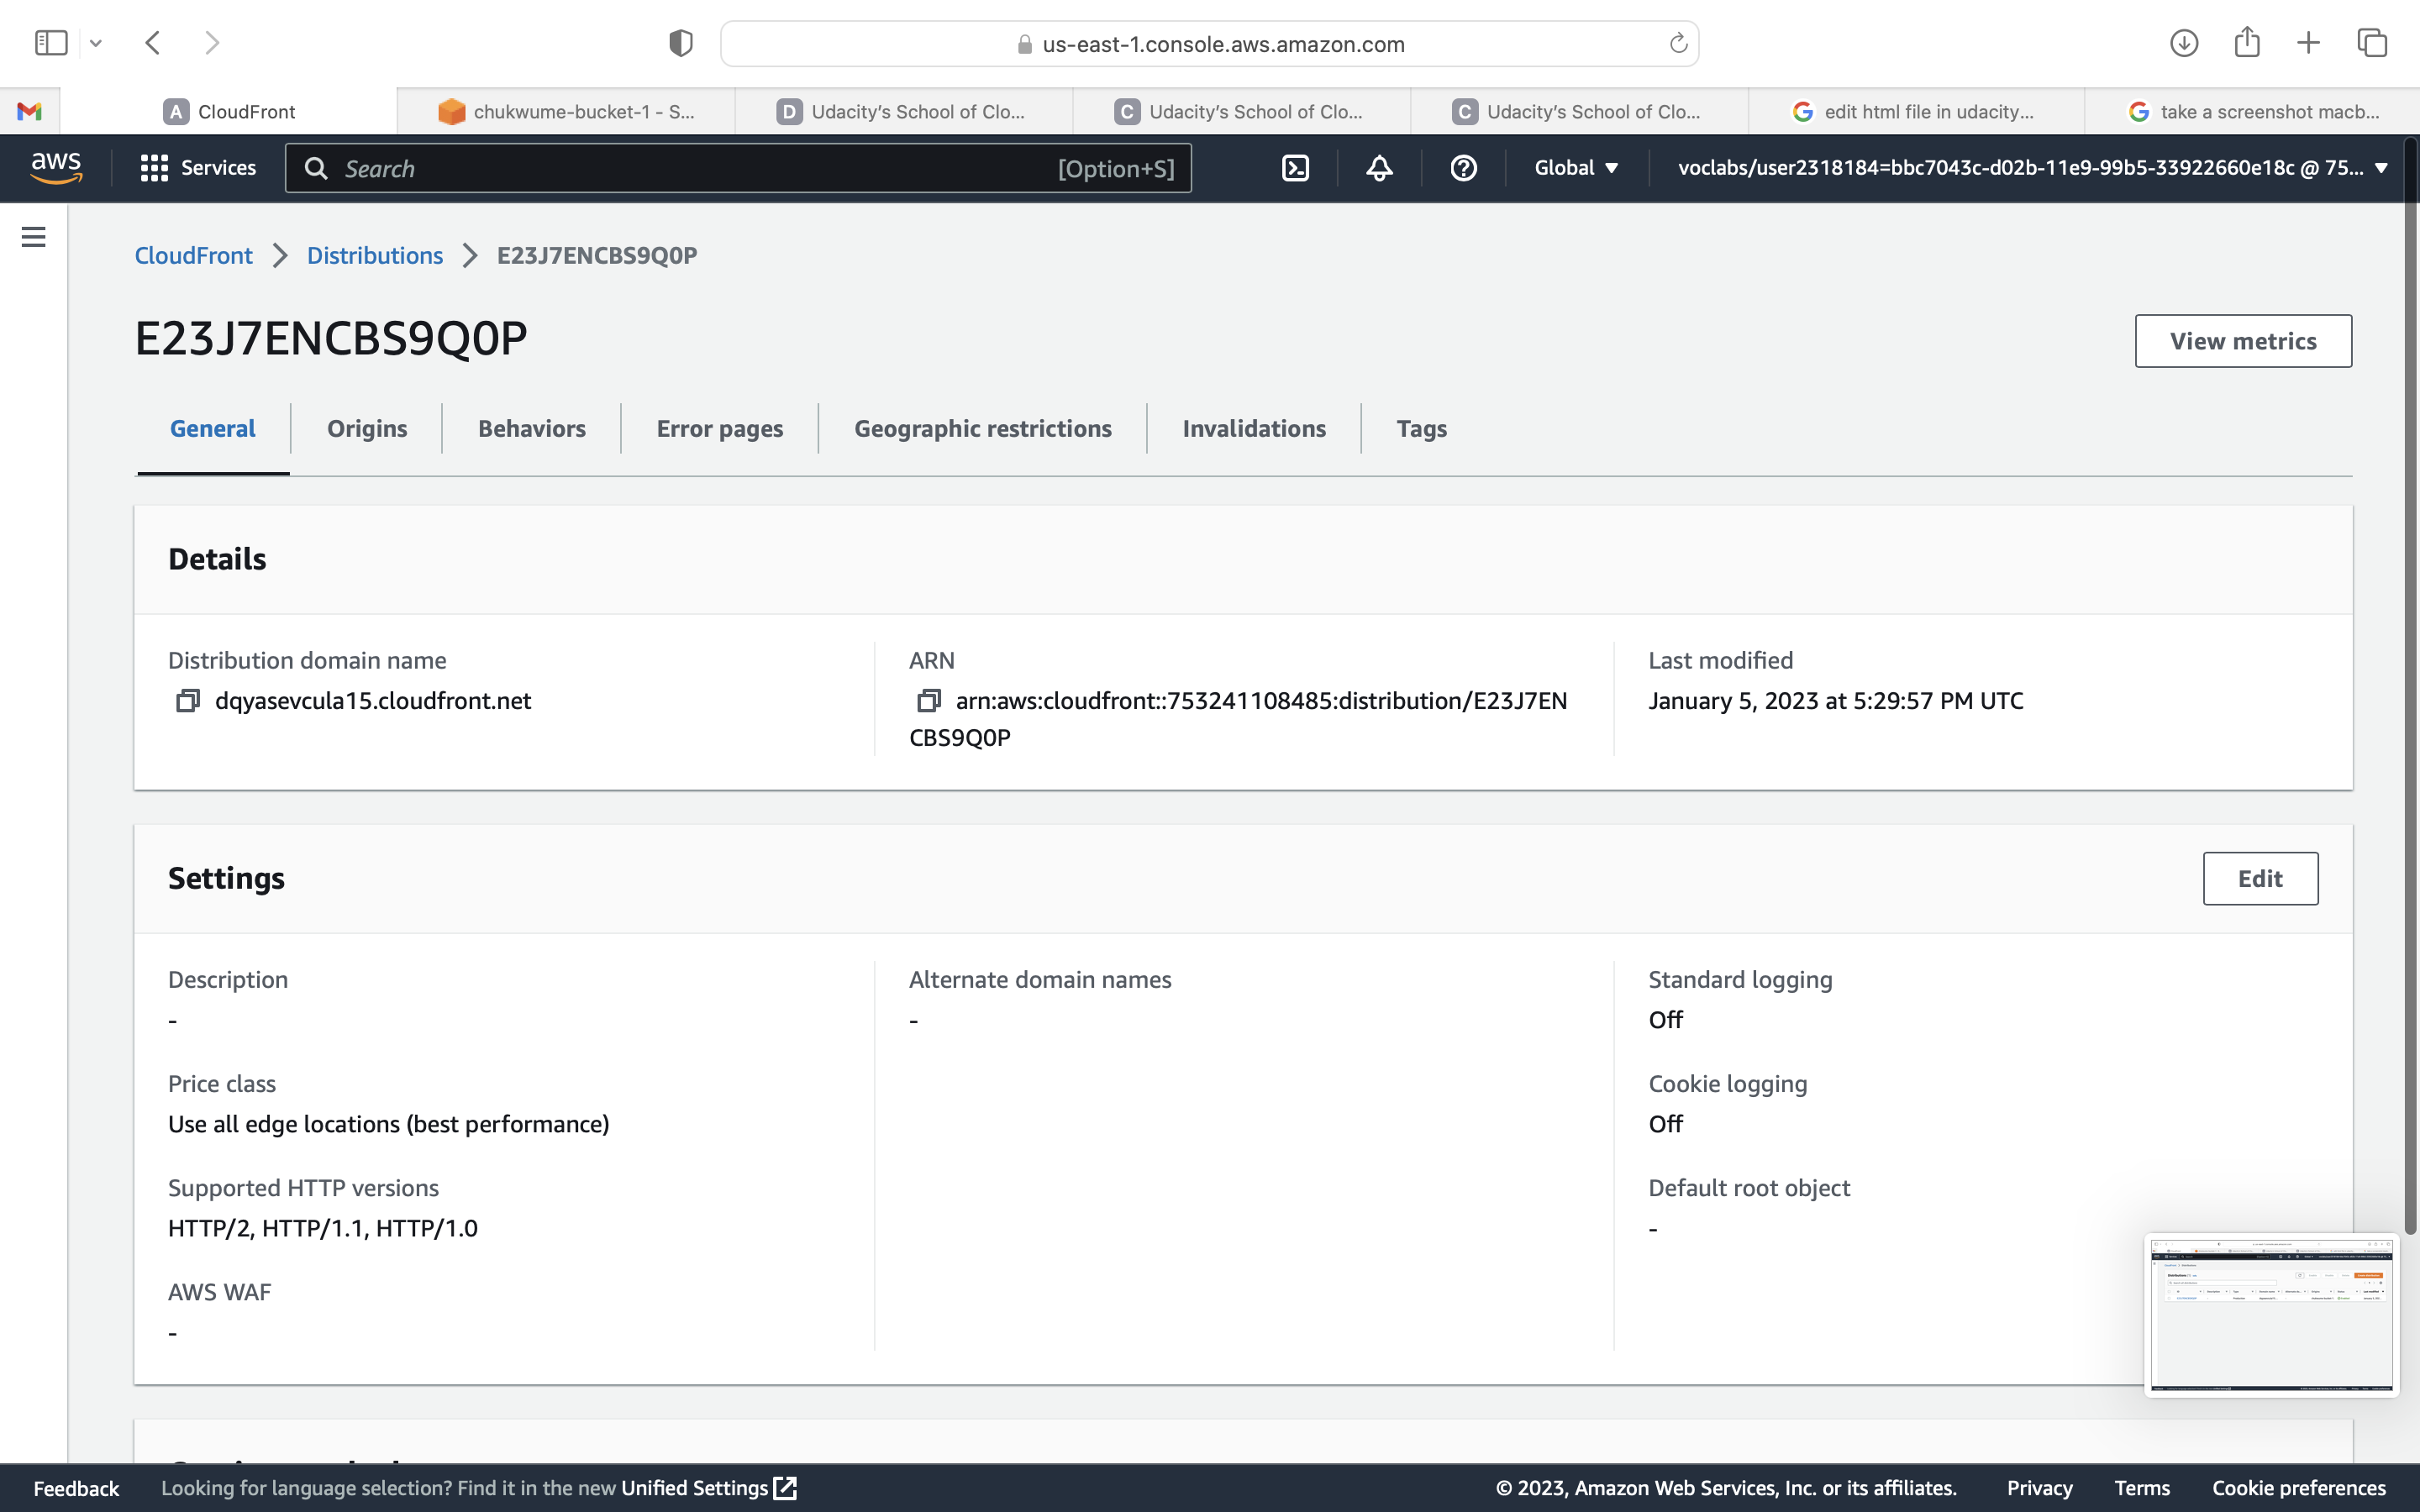 us-east-1.console.aws.amazon.com
A CloudFront
chukwume-bucket-1 - S...
D Udacity's School of Clo...
C Udacity's School of Clo...
C Udacity's School of Clo...
edit html file in udacity...
take a screenshot macb...
aws
Services
Search [Option+S]
Global
voclabs/user2318184=bbc7043c-d02b-11e9-99b5-33922660e18c @ 75...
CloudFront > Distributions > E23J7ENCBS9Q0P
E23J7ENCBS9Q0P
View metrics
General Origins Behaviors Error pages Geographic restrictions Invalidations Tags
Details
Distribution domain name
dqyasevcula15.cloudfront.net
ARN
arn:aws:cloudfront::753241108485:distribution/E23J7EN
CBS9Q0P
Last modified
January 5, 2023 at 5:29:57 PM UTC
Settings
Edit
Description
-
Price class
Use all edge locations (best performance)
Supported HTTP versions
HTTP/2, HTTP/1.1, HTTP/1.0
AWS WAF
-
Alternate domain names
-
Standard logging
Off
Cookie logging
Off
Default root object
-
Feedback
Looking for language selection? Find it in the new Unified Settings
© 2023, Amazon Web Services, Inc. or its affiliates.
Privacy
Terms
Cookie preferences